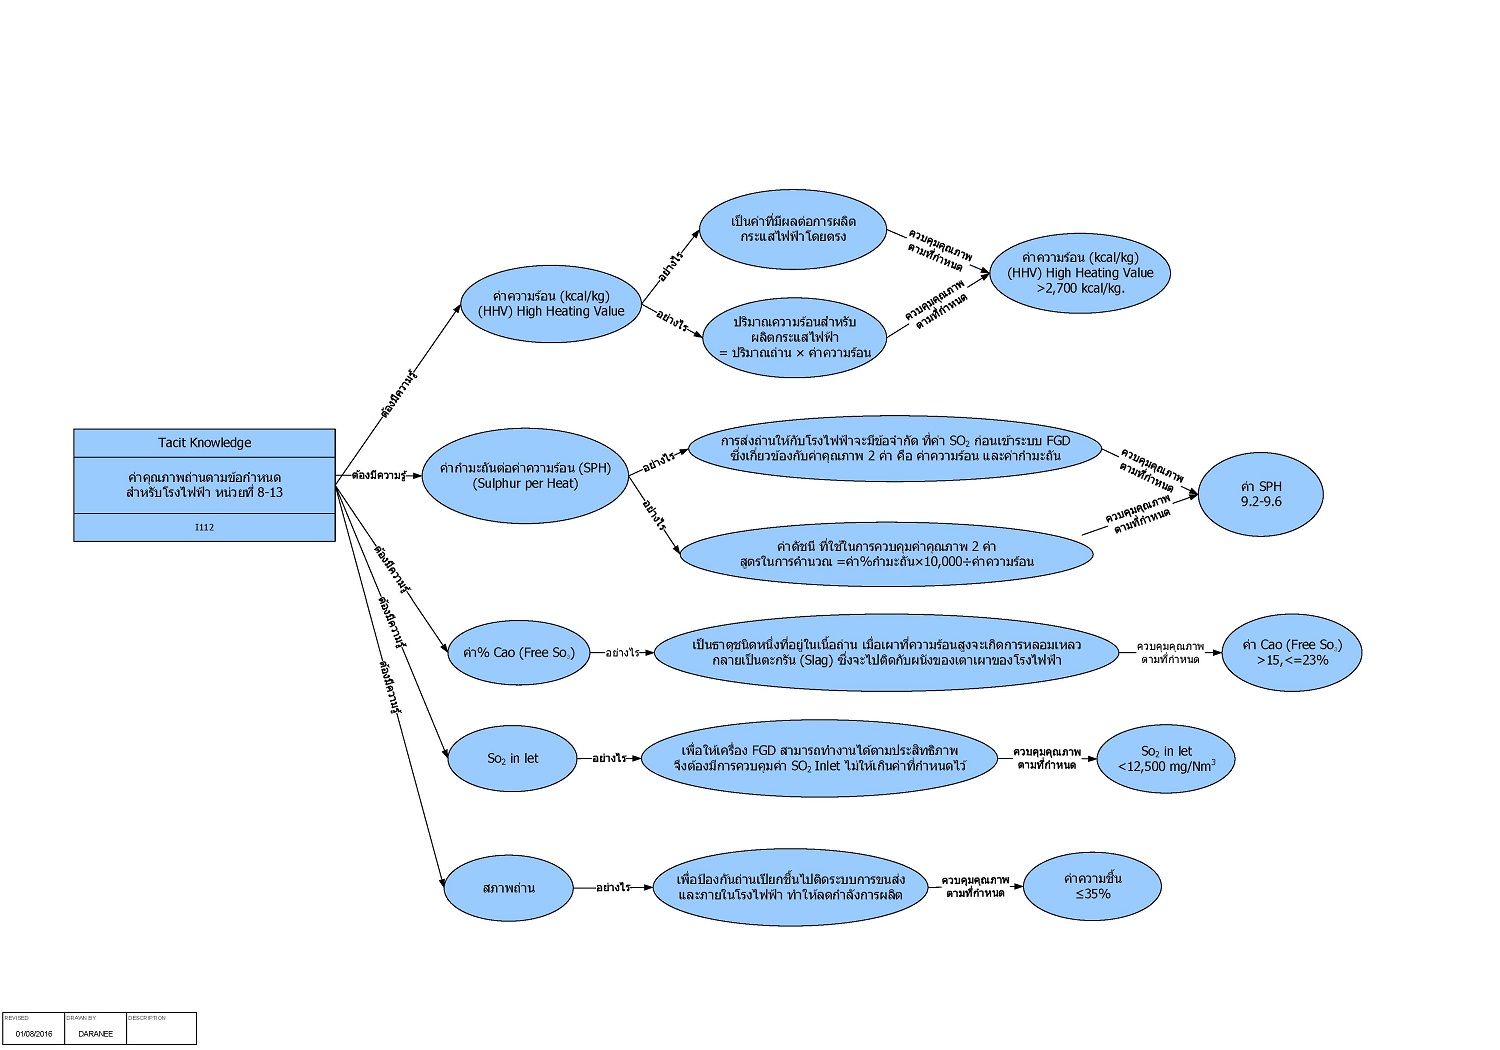 Tacit Knowledge
ค่าคุณภาพถ่านตามข้อกำหนด
สำหรับโรงไฟฟ้า หน่วยที่ 8-13
I112
ต้องมีความรู้
ค่าความร้อน (kcal/kg)
(HHV) High Heating Value
อย่างไร
เป็นค่าที่มีผลต่อการผลิต
กระแสไฟฟ้าโดยตรง
ควบคุมคุณภาพ
ตามที่กำหนด
อย่างไร
ปริมาณความร้อนสำหรับ
ผลิตกระแสไฟฟ้า
= ปริมาณถ่าน × ค่าความร้อน
ควบคุมคุณภาพ
ตามที่กำหนด
ค่าความร้อน (kcal/kg)
(HHV) High Heating Value
>2,700 kcal/kg.
ต้องมีความรู้
ค่ากำมะถันต่อค่าความร้อน (SPH)
(Sulphur per Heat)
อย่างไร
การส่งถ่านให้กับโรงไฟฟ้าจะมีข้อจำกัด ที่ค่า SO₂ ก่อนเข้าระบบ FGD
ซึ่งเกี่ยวข้องกับค่าคุณภาพ 2 ค่า คือ ค่าความร้อน และค่ากำมะถัน
ควบคุมคุณภาพ
ตามที่กำหนด
อย่างไร
ค่าดัชนี ที่ใช้ในการควบคุมค่าคุณภาพ 2 ค่า
สูตรในการคำนวณ =ค่า%กำมะถัน×10,000÷ค่าความร้อน
ควบคุมคุณภาพ
ตามที่กำหนด
ค่า SPH
9.2-9.6
ต้องมีความรู้
ค่า% Cao (Free So₃)
อย่างไร
เป็นธาตุชนิดหนึ่งที่อยู่ในเนื้อถ่าน เมื่อเผาที่ความร้อนสูงจะเกิดการหลอมเหลว
กลายเป็นตะกรัน (Slag) ซึ่งจะไปติดกับผนังของเตาเผาของโรงไฟฟ้า
ควบคุมคุณภาพ
ตามที่กำหนด
ค่า Cao (Free So₃)
>15,<=23%
ต้องมีความรู้
So₂ in let
อย่างไร
เพื่อให้เครื่อง FGD สามารถทำงานได้ตามประสิทธิภาพ
จึงต้องมีการควบคุมค่า SO₂ Inlet ไม่ให้เกินค่าที่กำหนดไว้
ควบคุมคุณภาพ
ตามที่กำหนด
So₂ in let
<12,500 mg/Nm³
ต้องมีความรู้
สภาพถ่าน
อย่างไร
เพื่อป้องกันถ่านเปียกชื้นไปติดระบบการขนส่ง
และภายในโรงไฟฟ้า ทำให้ลดกำลังการผลิต
ควบคุมคุณภาพ
ตามที่กำหนด
ค่าความชื้น
≤35%
REVISED
01/08/2016
DRAWN BY
DARANEE
DESCRIPTION